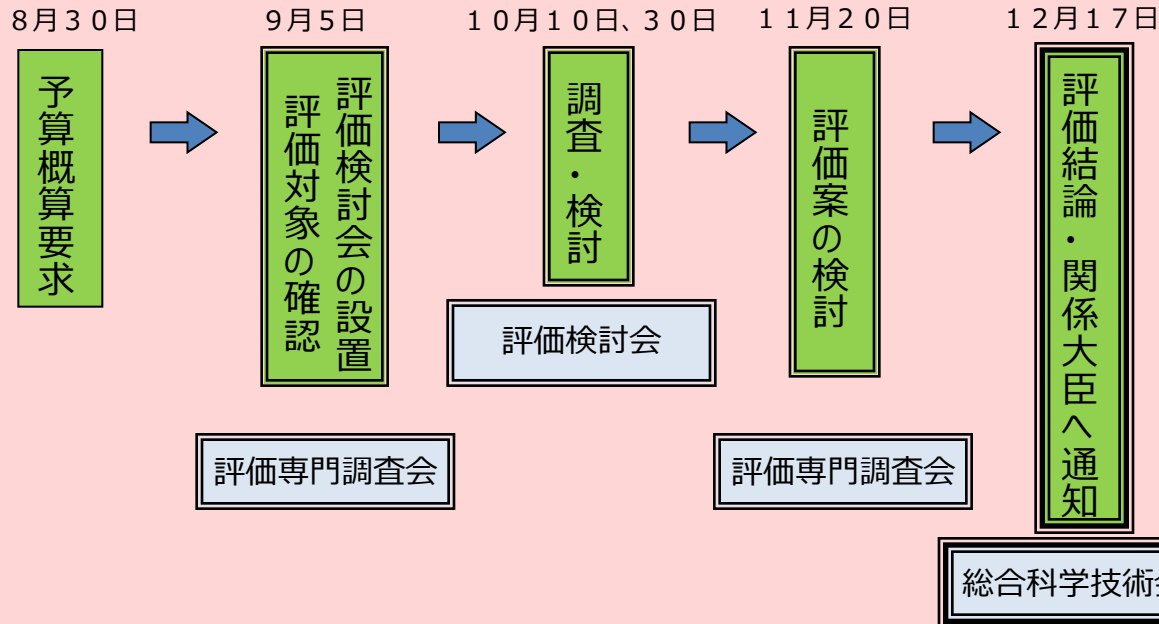 8月30日
9月5日
10月10日、30日
11月20日
12月17日
予算概算要求
評価検討会の設置
評価対象の確認
調査・検討
評価案の検討
評価結論・関係大臣へ通知
評価検討会
評価専門調査会
評価専門調査会
総合科学技術